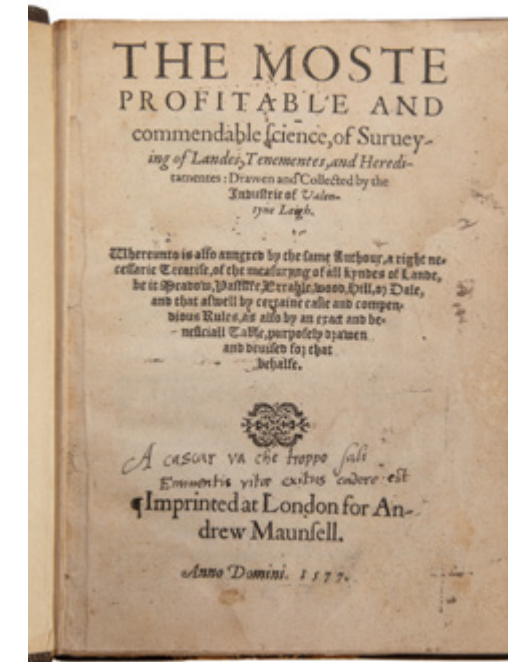 THE MOSTE
PROFITABLE AND
commendable ſcience, of Suruey-
ing of Landes, Tenementes, and Heredi-
tamentes: Drawen and Collected by the
Induſtrie of Valen-
tyne Leigh.
Whereunto is alſo annexed by the ſame Authour, a right ne-
ceſſarie Treatiſe, of the meaſuryng of all kyndes of Lande,
be it Meadow, Paſture, Errable, wood, Hill, or Dale,
and that aſwell by certaine eaſie and compen-
dious Rules, as alſo by an exact and be-
neficiall Table, purpoſely drawen
and deuiſed for that
behalfe.
A cascar va che troppo ſali
Eminentis vitæ exitus cadere est
¶Imprinted at London for An-
drew Maunſell.
Anno Domini. 1577.